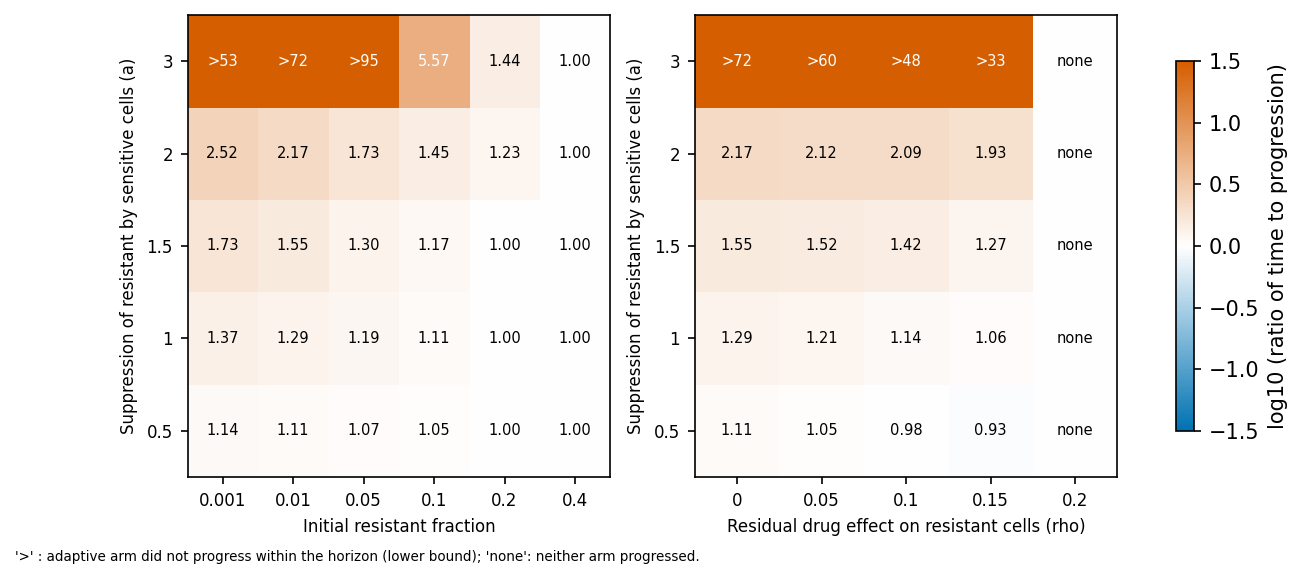 Suppression of resistant by sensitive cells (a)
3 >53 >72 >95 5.57 1.44 1.00
2 2.52 2.17 1.73 1.45 1.23 1.00
1.5 1.73 1.55 1.30 1.17 1.00 1.00
1 1.37 1.29 1.19 1.11 1.00 1.00
0.5 1.14 1.11 1.07 1.05 1.00 1.00
0.001 0.01 0.05 0.1 0.2 0.4
Initial resistant fraction
Suppression of resistant by sensitive cells (a)
3 >72 >60 >48 >33 none
2 2.17 2.12 2.09 1.93 none
1.5 1.55 1.52 1.42 1.27 none
1 1.29 1.21 1.14 1.06 none
0.5 1.11 1.05 0.98 0.93 none
0 0.05 0.1 0.15 0.2
Residual drug effect on resistant cells (rho)
1.5
1.0
0.5
0.0
−0.5
−1.0
−1.5
log10 (ratio of time to progression)
'>' : adaptive arm did not progress within the horizon (lower bound); 'none': neither arm progressed.